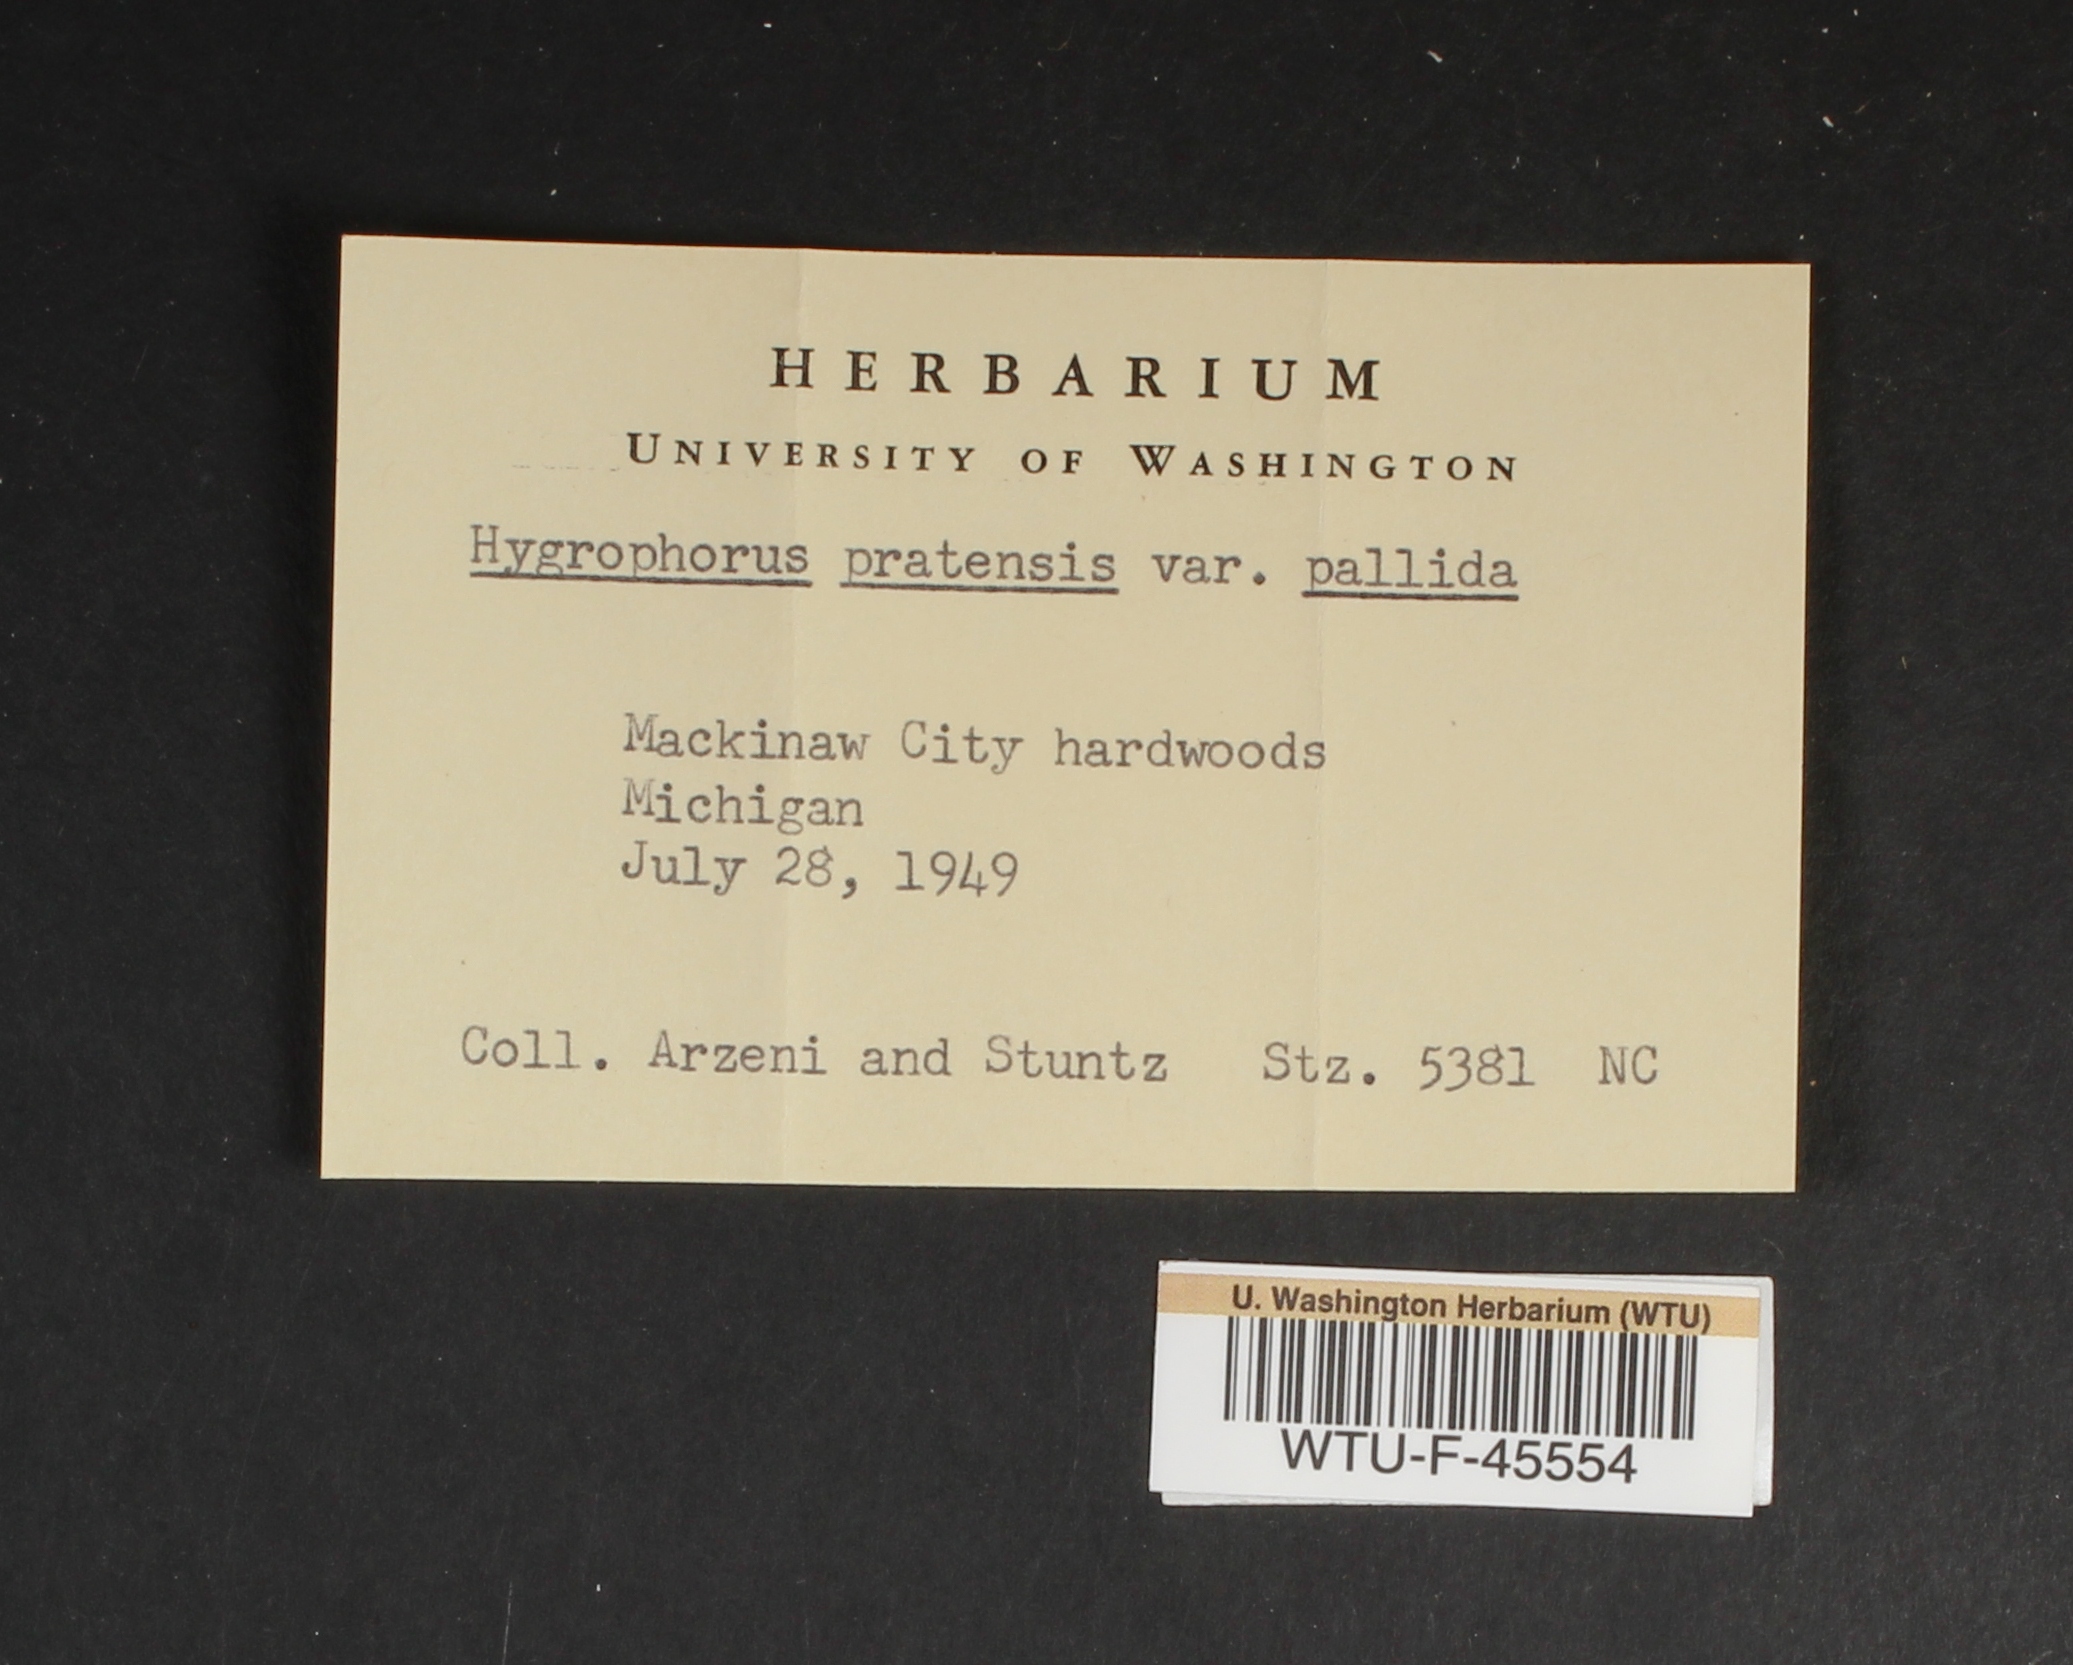 HERBARIUM
UNIVERSITY OF WASHINGTON
Hygrophorus pratensis var. pallida
Mackinaw City hardwoods
Michigan
July 28, 1949
Coll. Arzeni and Stuntz Stz. 5381 NC
U. Washington Herbarium (WTU)
WTU-F-45554